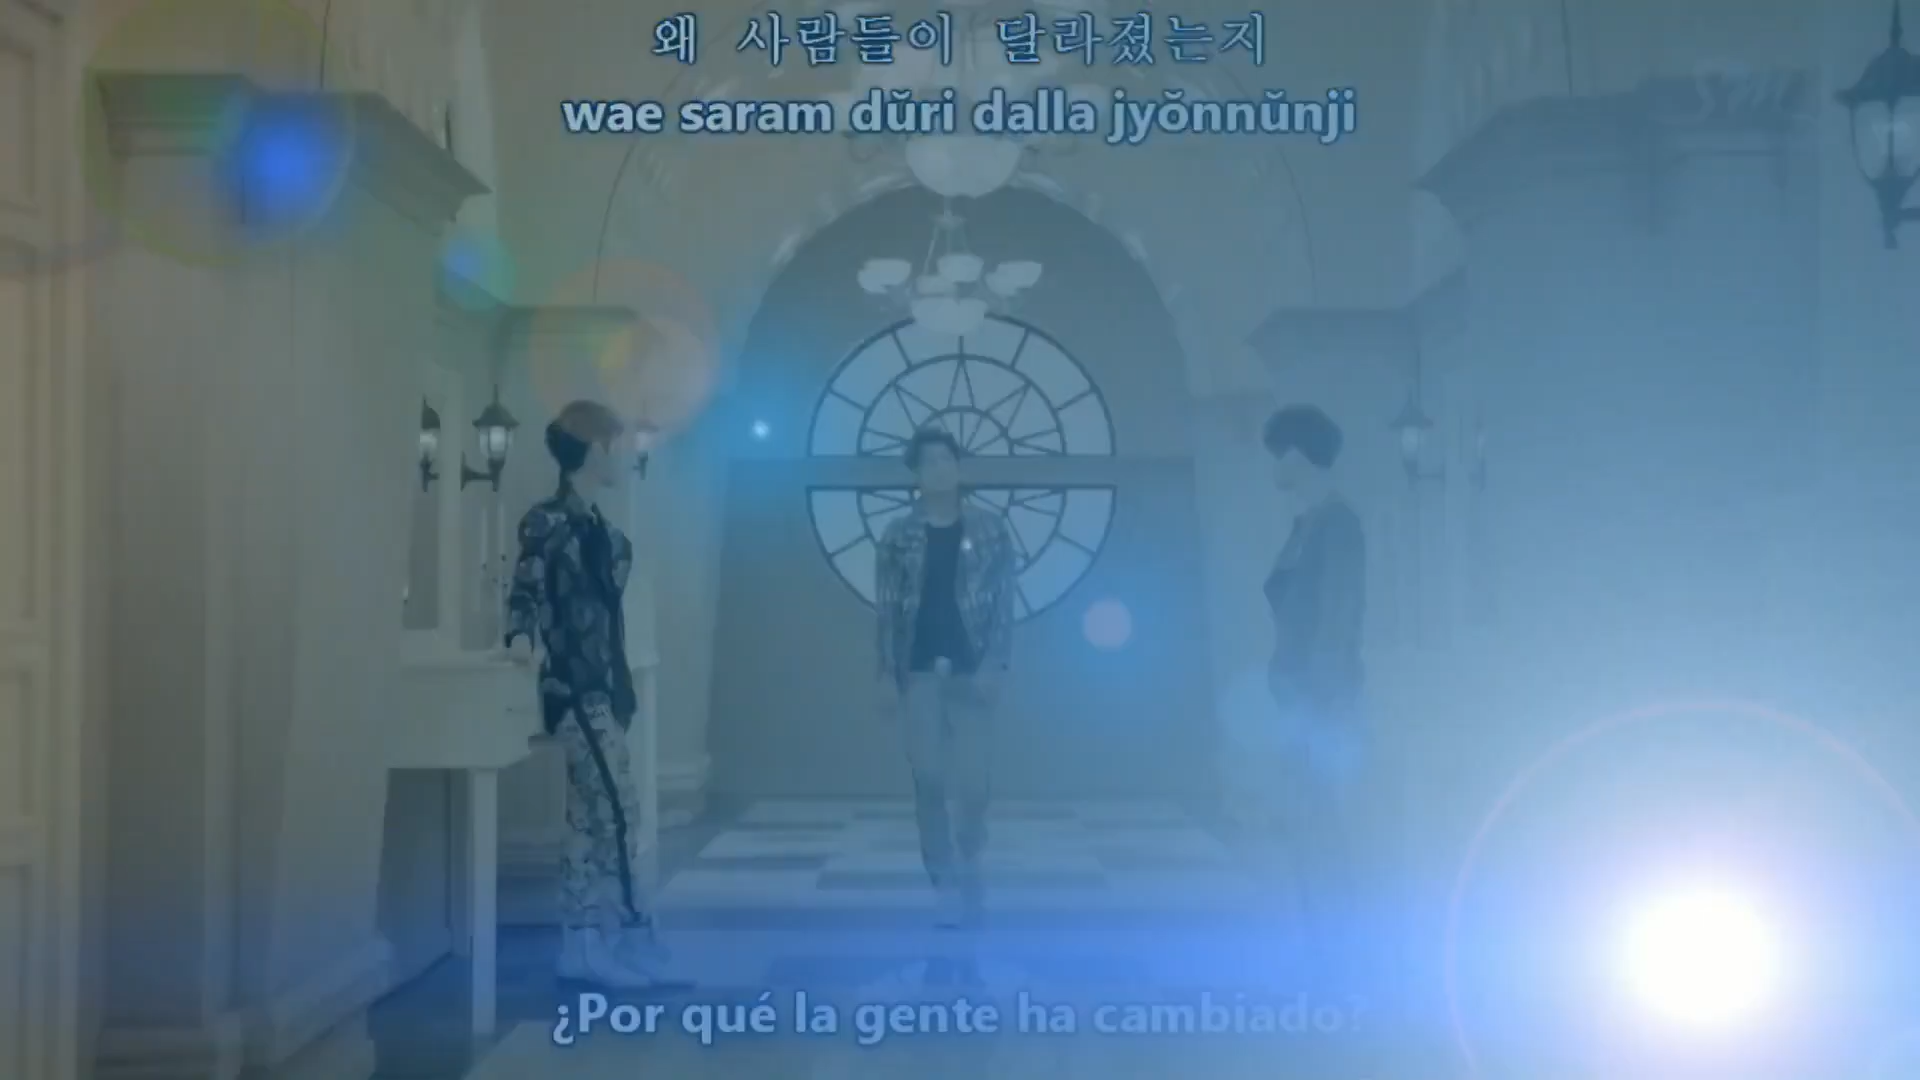 왜 사람들이 달라졌는지
wae saram dŭri dalla jyŏnnŭnji
SM
¿Por qué la gente ha cambiado?